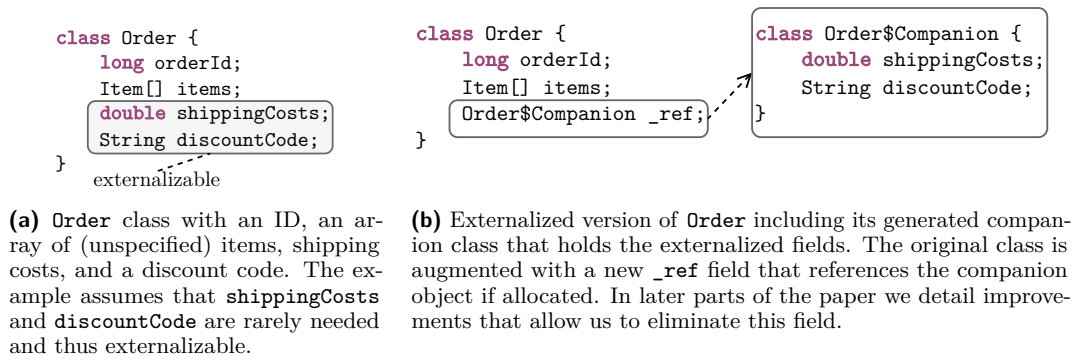 class Order {
long orderId;
Item[] items;
double shippingCosts;
String discountCode;
}
externalizable
class Order {
long orderId;
Item[] items;
Order$Companion _ref;
}
class Order$Companion {
double shippingCosts;
String discountCode;
}
(a) Order class with an ID, an ar-
ray of (unspecified) items, shipping
costs, and a discount code. The ex-
ample assumes that shippingCosts
and discountCode are rarely needed
and thus externalizable.
(b) Externalized version of Order including its generated compan-
ion class that holds the externalized fields. The original class is
augmented with a new _ref field that references the companion
object if allocated. In later parts of the paper we detail improve-
ments that allow us to eliminate this field.